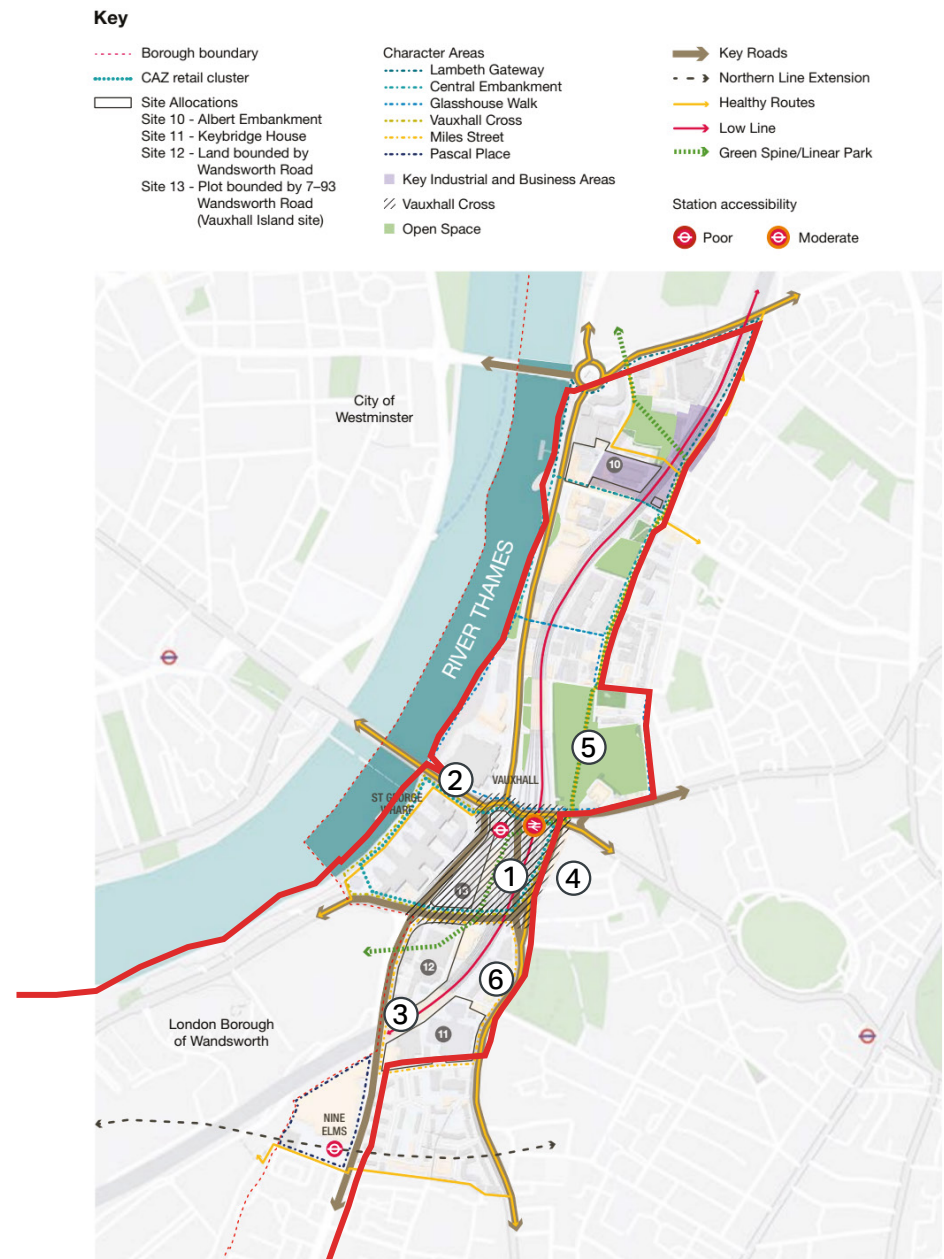 Key
Borough boundary
CAZ retail cluster
Site Allocations
Site 10 - Albert Embankment
Site 11 - Keybridge House
Site 12 - Land bounded by
Wandsworth Road
Site 13 - Plot bounded by 7–93
Wandsworth Road
(Vauxhall Island site)
Character Areas
Lambeth Gateway
Central Embankment
Glasshouse Walk
Vauxhall Cross
Miles Street
Pascal Place
Key Industrial and Business Areas
Vauxhall Cross
Open Space
Key Roads
Northern Line Extension
Healthy Routes
Low Line
Green Spine/Linear Park
Station accessibility
Poor
Moderate
City of
Westminster
10
RIVER THAMES
5
2
VAUXHALL
ST GEORGE
WHARF
1
4
13
12
6
3
11
London Borough
of Wandsworth
NINE
ELMS